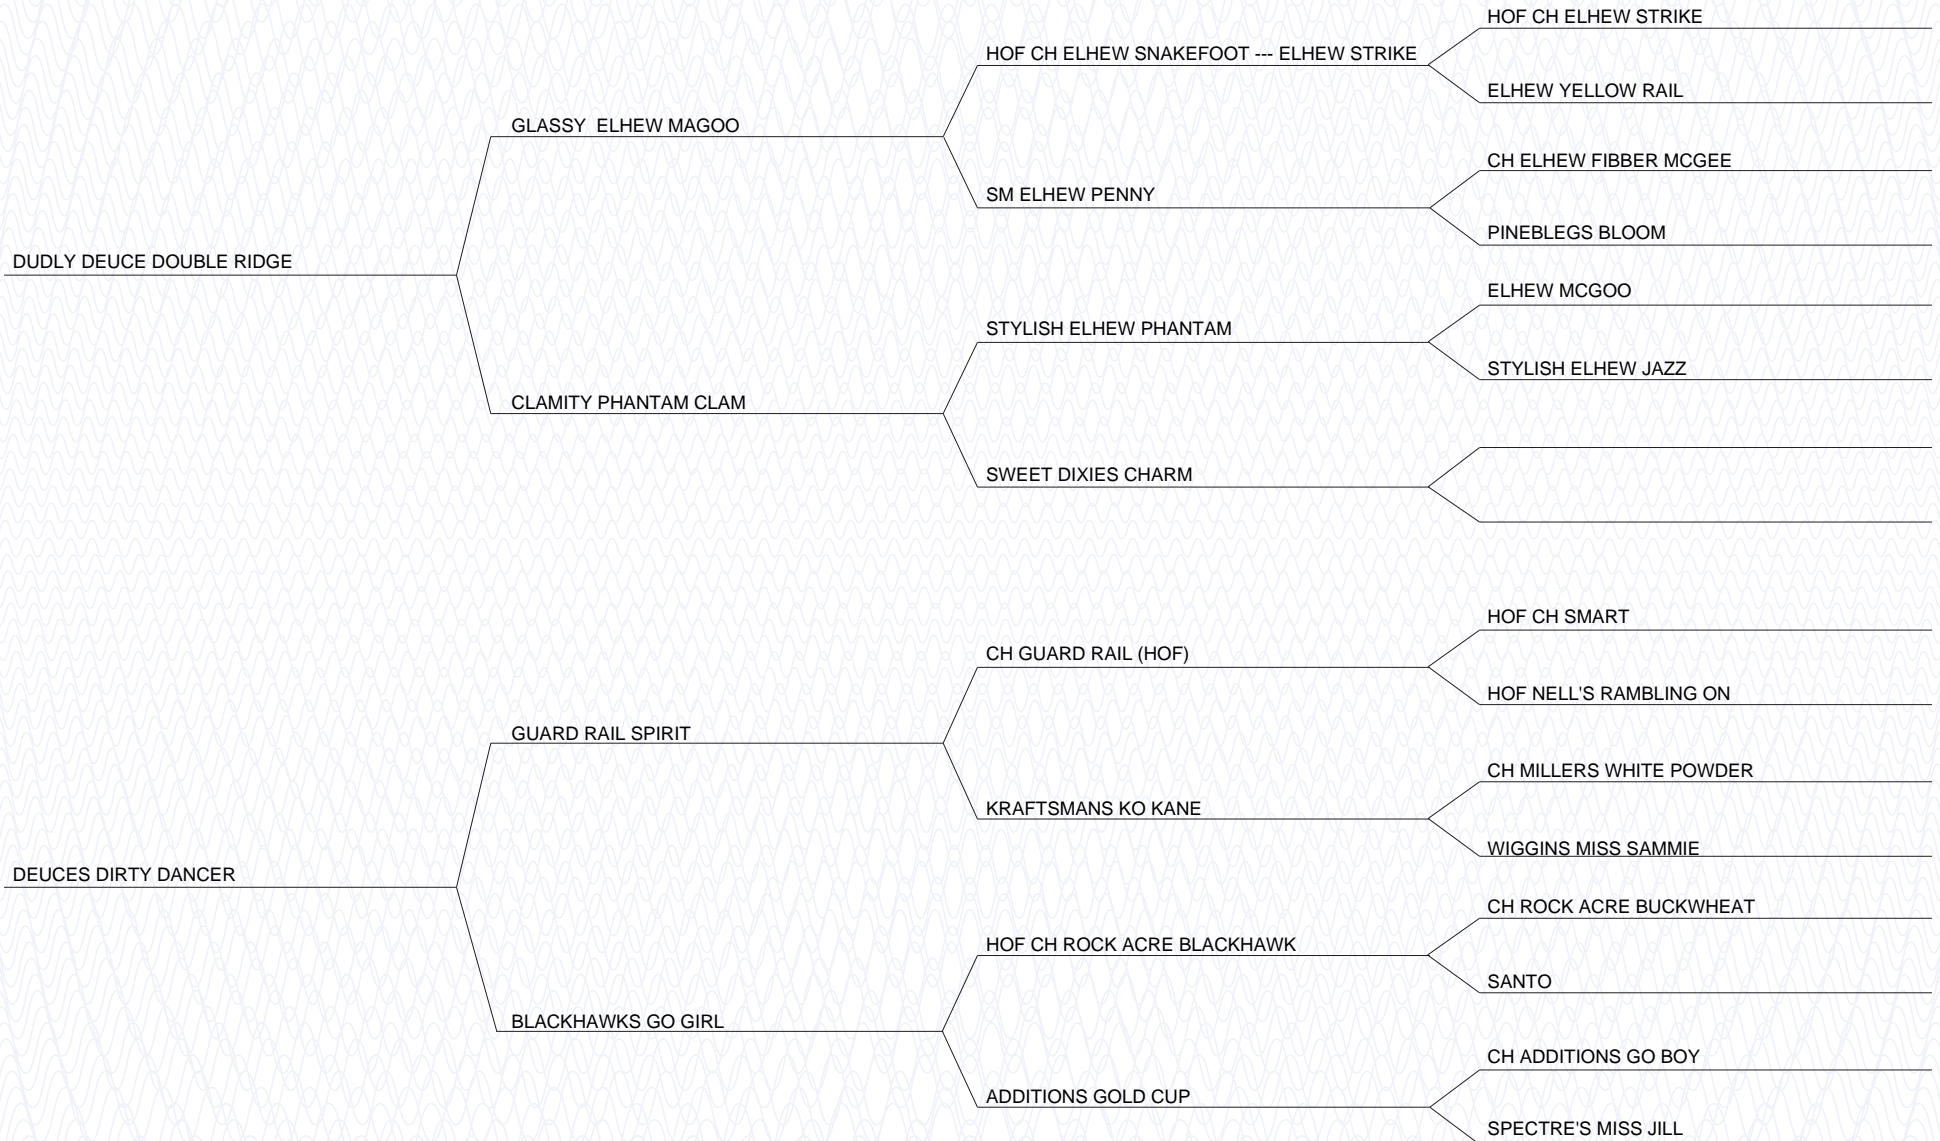 HOF CH ELHEW STRIKE
HOF CH ELHEW SNAKEFOOT --- ELHEW STRIKE
ELHEW YELLOW RAIL
GLASSY  ELHEW MAGOO
CH ELHEW FIBBER MCGEE
SM ELHEW PENNY
PINEBLEGS BLOOM
DUDLY DEUCE DOUBLE RIDGE
ELHEW MCGOO
STYLISH ELHEW PHANTAM
STYLISH ELHEW JAZZ
CLAMITY PHANTAM CLAM
SWEET DIXIES CHARM
HOF CH SMART
CH GUARD RAIL (HOF)
HOF NELL'S RAMBLING ON
GUARD RAIL SPIRIT
CH MILLERS WHITE POWDER
KRAFTSMANS KO KANE
WIGGINS MISS SAMMIE
DEUCES DIRTY DANCER
CH ROCK ACRE BUCKWHEAT
HOF CH ROCK ACRE BLACKHAWK
SANTO
BLACKHAWKS GO GIRL
CH ADDITIONS GO BOY
ADDITIONS GOLD CUP
SPECTRE'S MISS JILL